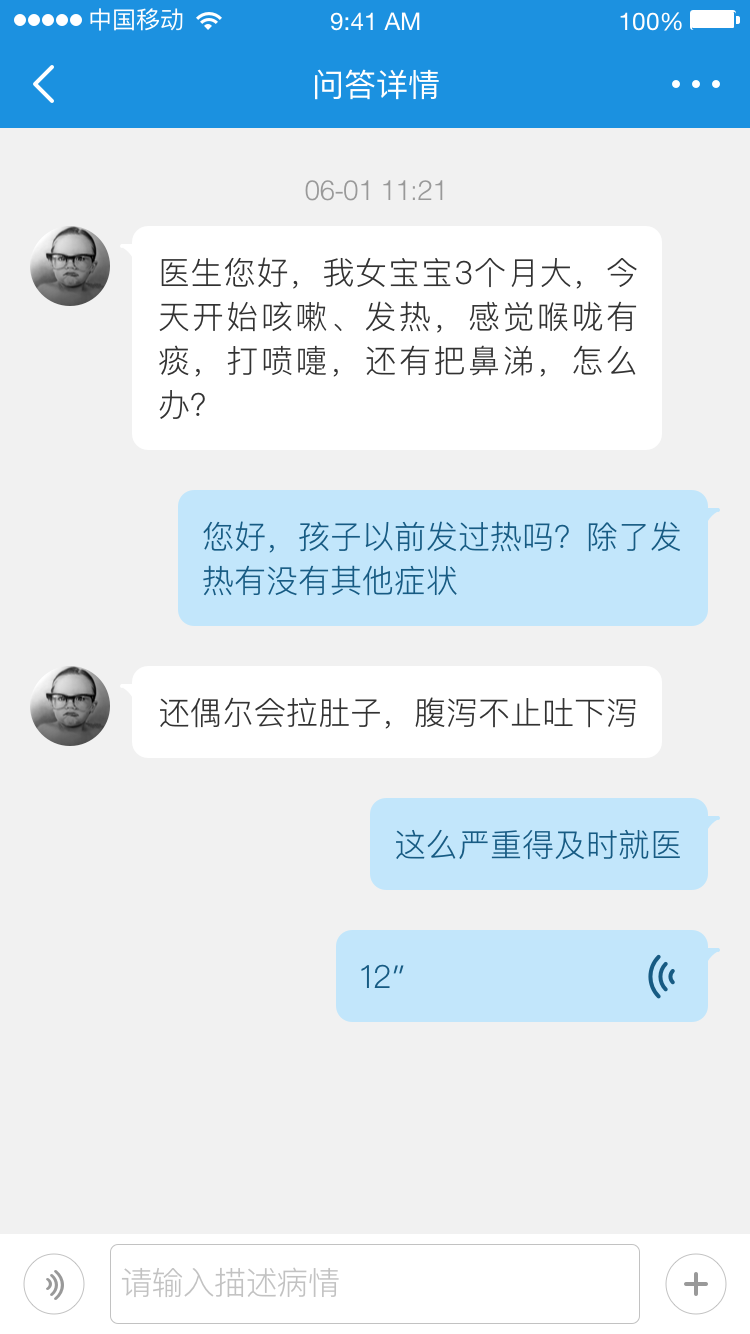 中国移动 9:41 AM 100%
问答详情
06-01 11:21
医生您好，我女宝宝3个月大，今
天开始咳嗽、发热，感觉喉咙有
痰，打喷嚏，还有把鼻涕，怎么
办？
您好，孩子以前发过热吗？除了发
热有没有其他症状
还偶尔会拉肚子，腹泻不止吐下泻
这么严重得及时就医
12″
请输入描述病情